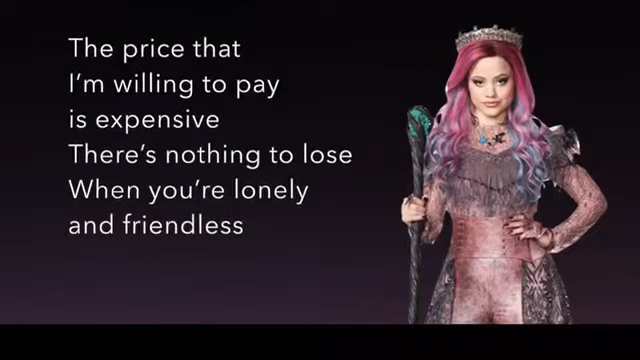 The price that
I'm willing to pay
is expensive
There's nothing to lose
When you're lonely
and friendless